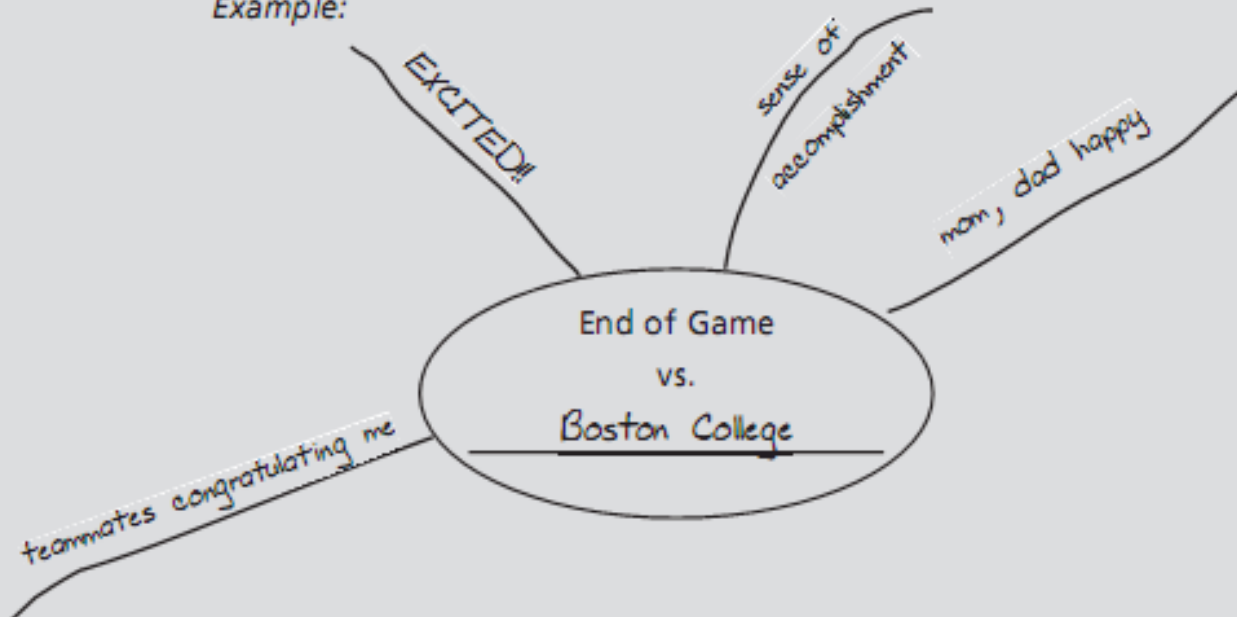 Example:
EXCITED!!
sense of
accomplishment
mom, dad happy
End of Game
vs.
Boston College
teammates congratulating me